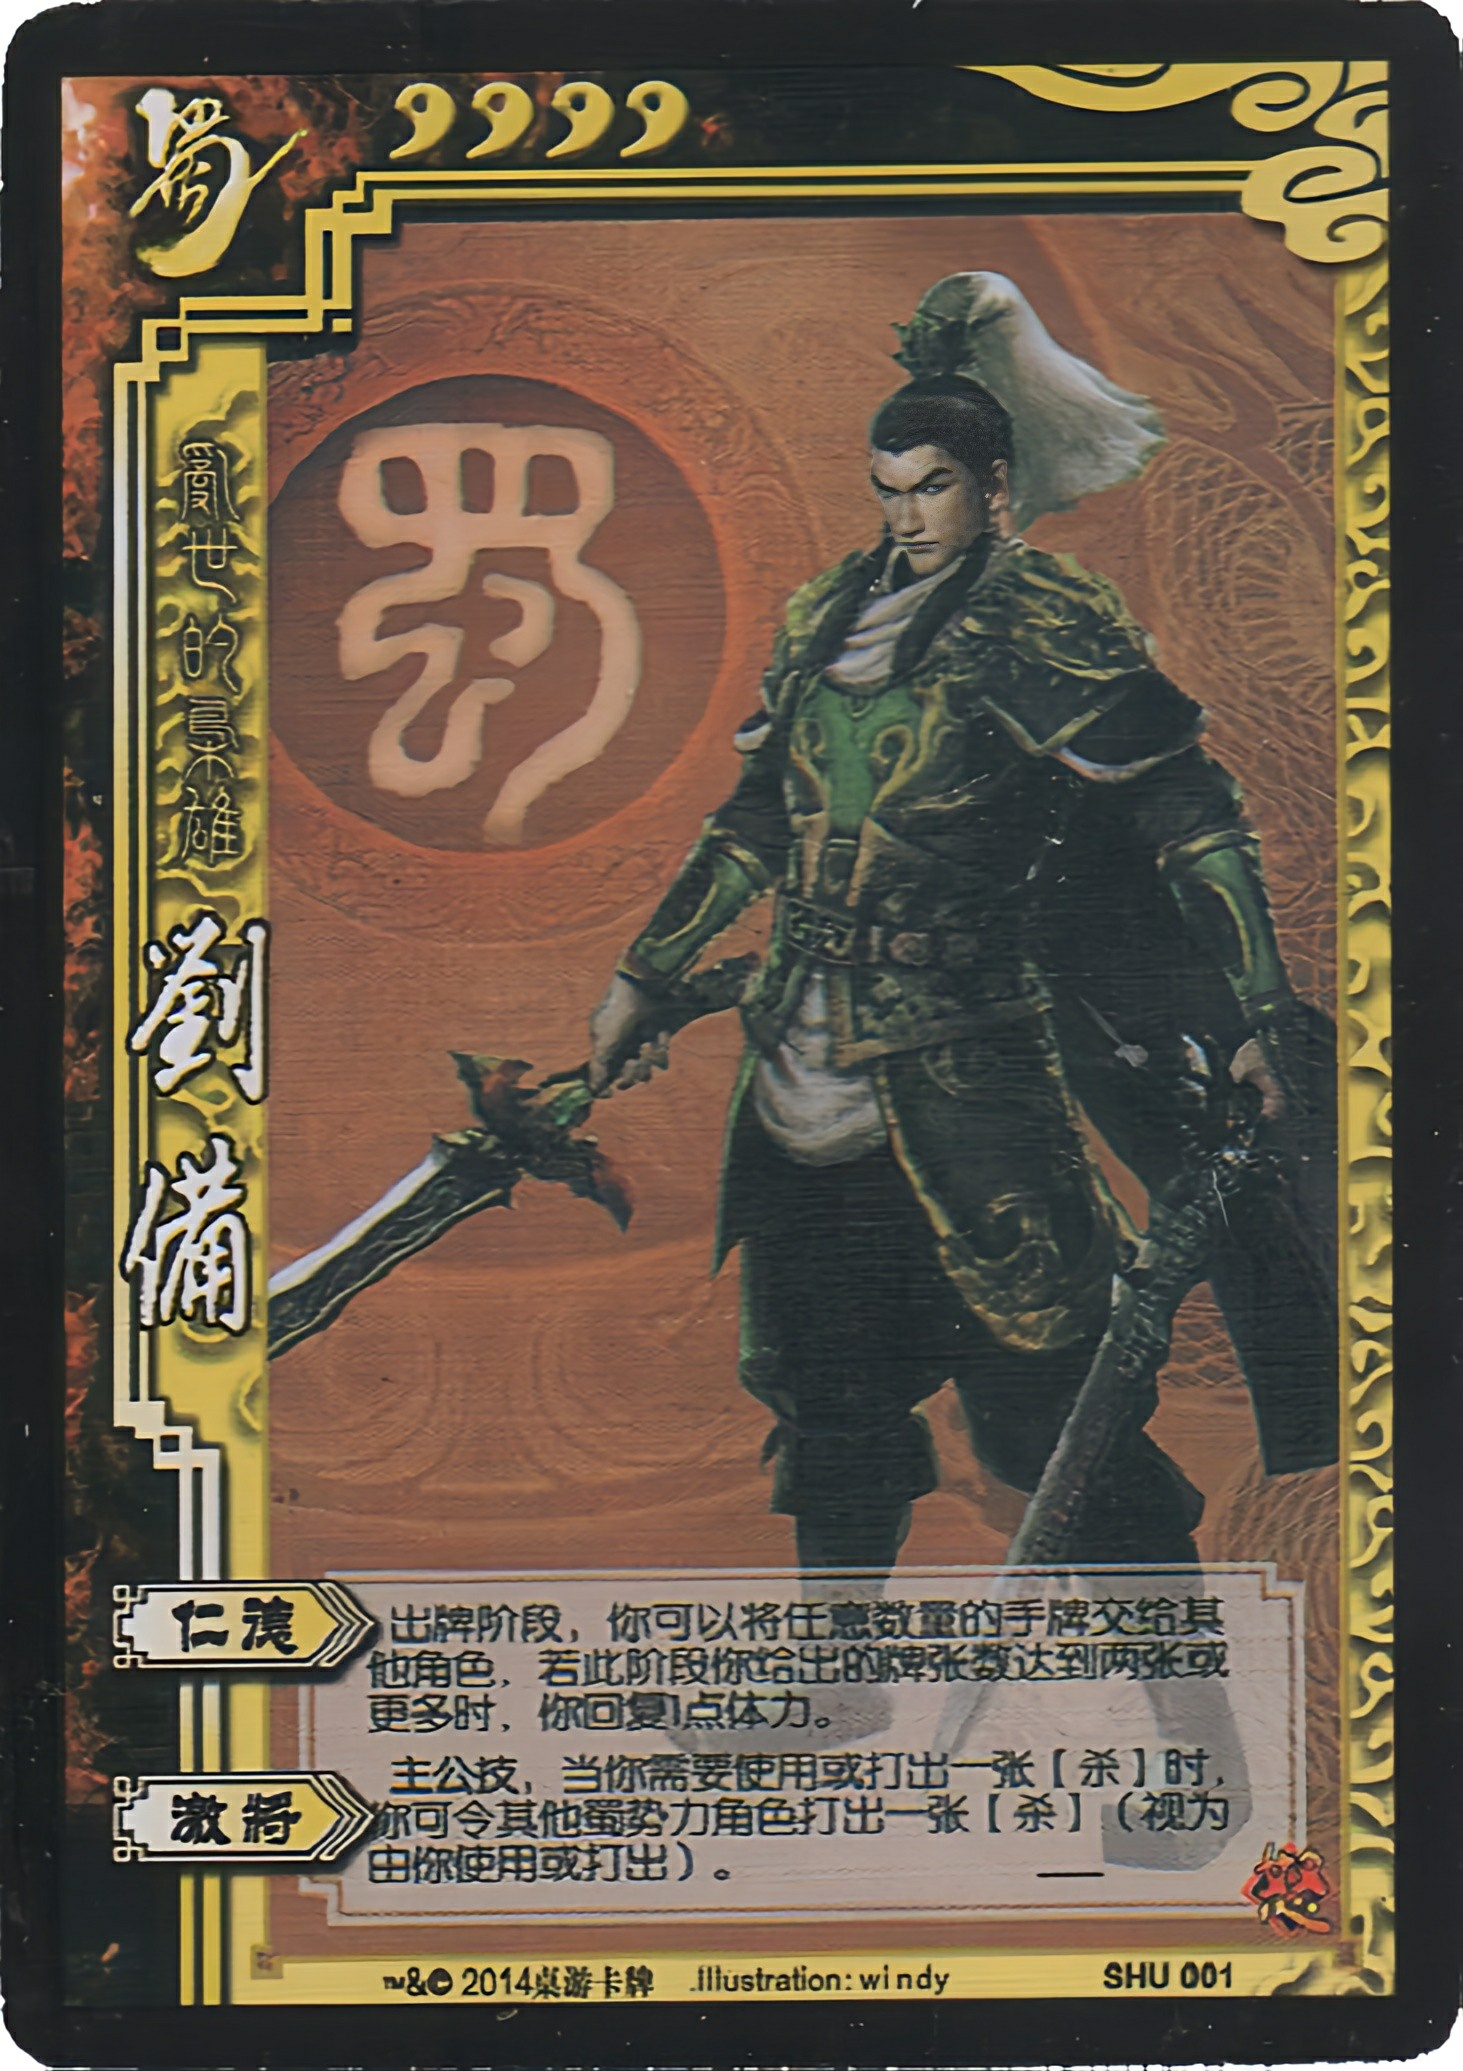 蜀
蜀
亂世的梟雄
劉備
仁德
出牌阶段，你可以将任意数量的手牌交给其
他角色，若此阶段你给出的牌张数达到两张或
更多时，你回复1点体力。
激将
主公技，当你需要使用或打出一张【杀】时，
你可令其他蜀势力角色打出一张【杀】（视为
由你使用或打出）。
™&© 2014桌游卡牌 .Illustration: windy SHU 001